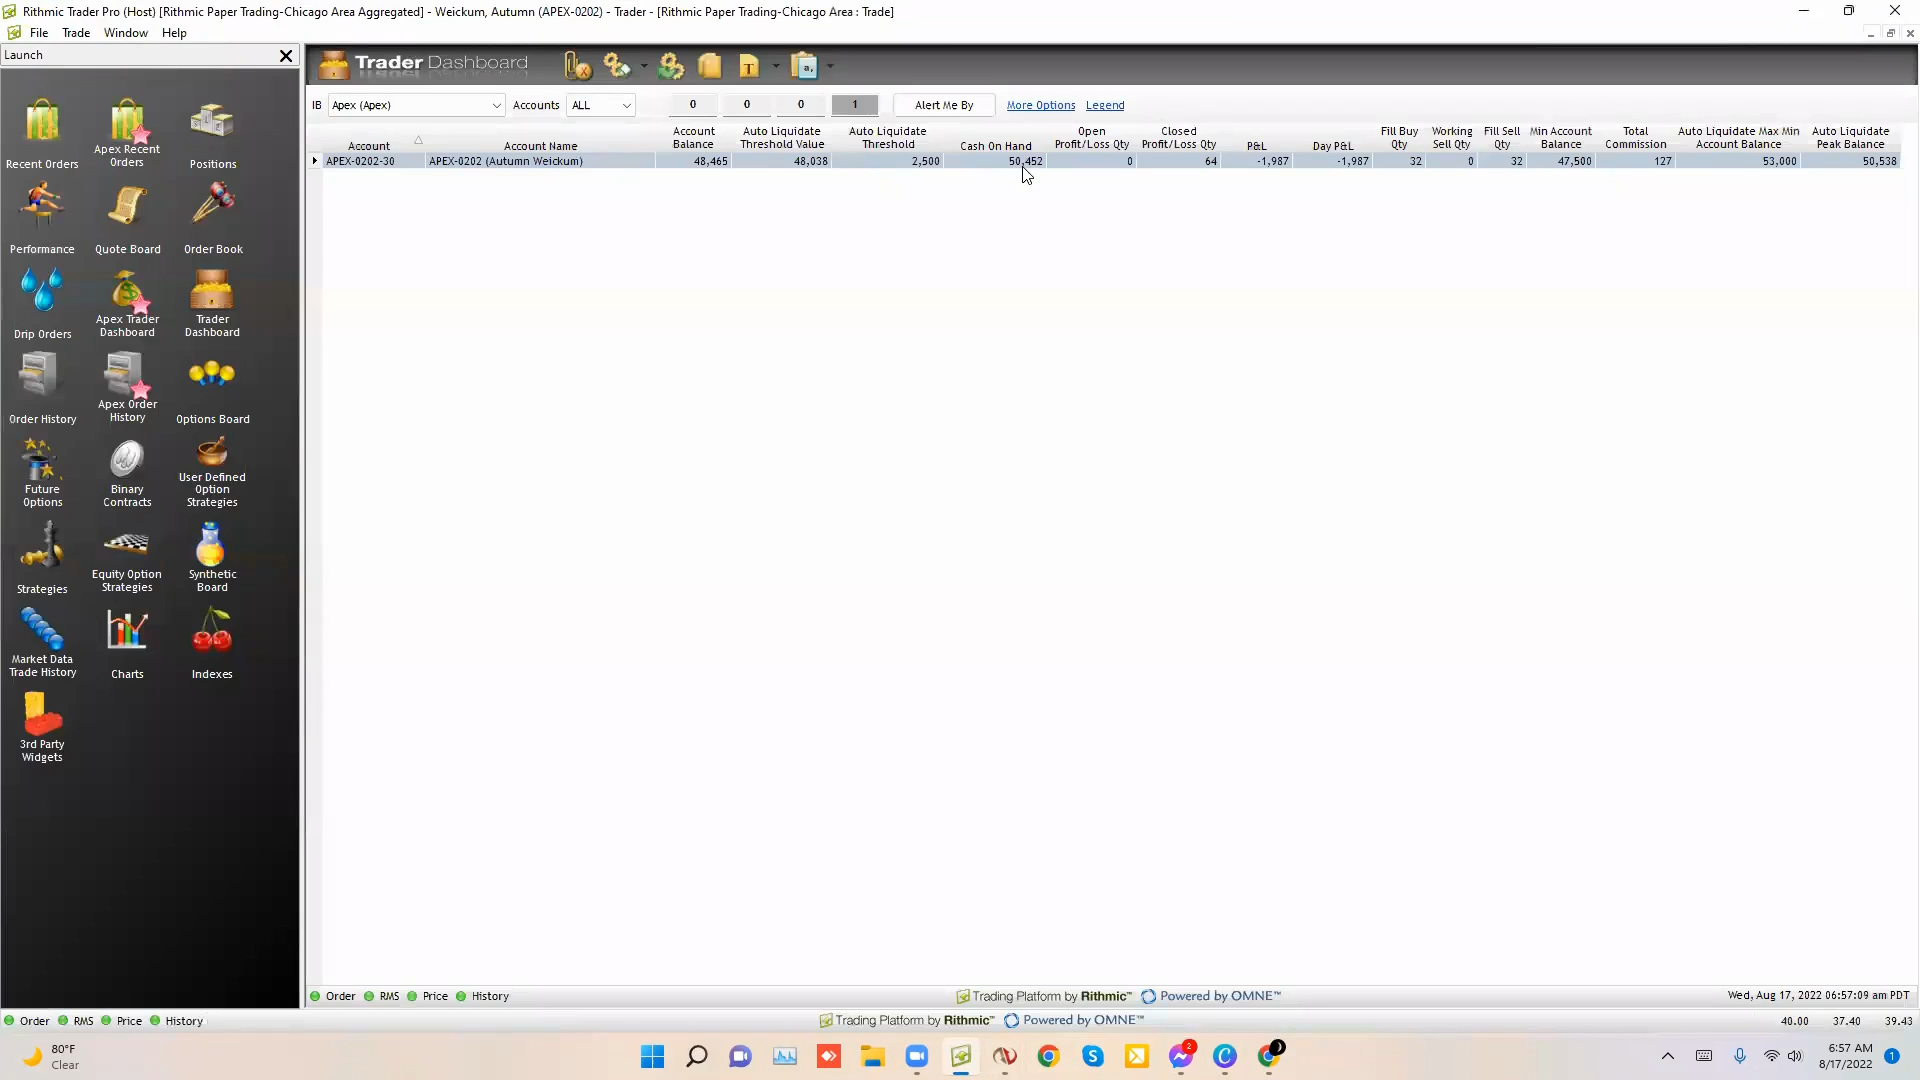 Rithmic Trader Pro (Host) [Rithmic Paper Trading-Chicago Area Aggregated] - Weickum, Autumn (APEX-0202) - Trader - [Rithmic Paper Trading-Chicago Area : Trade]
File Trade Window Help
Launch
Trader Dashboard
IB Apex (Apex) Accounts ALL 0 0 0 1 Alert Me By More Options Legend
Account Auto Liquidate Auto Liquidate Open Closed Fill Buy Working Fill Sell Min Account Total Auto Liquidate Max Min Auto Liquidate
Account Account Name Balance Threshold Value Threshold Cash On Hand Profit/Loss Qty Profit/Loss Qty P&L Day P&L Qty Sell Qty Qty Balance Commission Account Balance Peak Balance
APEX-0202-30 APEX-0202 (Autumn Weickum) 48,465 48,038 2,500 50,452 0 64 -1,987 -1,987 32 0 32 47,500 127 53,000 50,538
Recent Orders
Apex Recent
Orders
Positions
Performance
Quote Board
Order Book
Drip Orders
Apex Trader
Dashboard
Trader
Dashboard
Order History
Apex Order
History
Options Board
Future
Options
Binary
Contracts
User Defined
Option
Strategies
Strategies
Equity Option
Strategies
Synthetic
Board
Market Data
Trade History
Charts
Indexes
3rd Party
Widgets
Order RMS Price History Trading Platform by Rithmic™ Powered by OMNE™ Wed, Aug 17, 2022 06:57:09 am PDT
Order RMS Price History Trading Platform by Rithmic™ Powered by OMNE™ 40.00 37.40 39.43
80°F
Clear
2
6:57 AM
8/17/2022
1